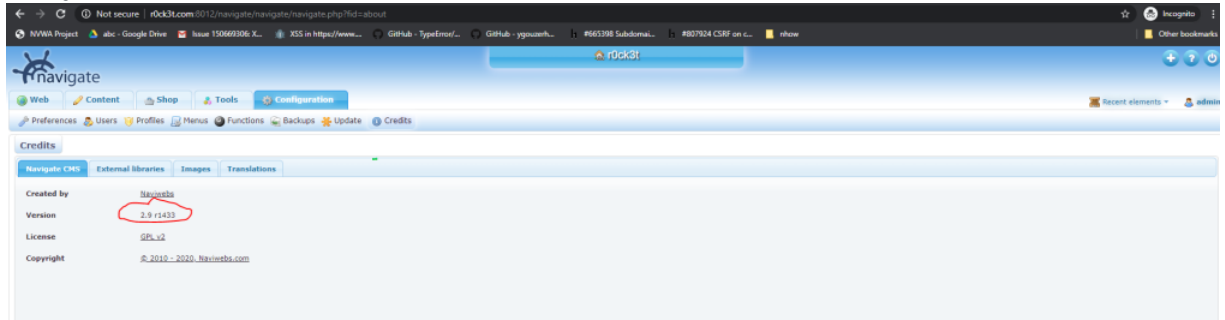 Not secure | r0ck3t.com:8012/navigate/navigate/navigate.php?fid=about Incognito
NVWA Project abc - Google Drive Issue 150669306: X... XSS in https://www... GitHub - TypeError/... GitHub - ygouzerh... #665398 Subdomai... #807924 CSRF on c... nhow Other bookmarks
navigate
r0ck3t
Web Content Shop Tools Configuration Recent elements admin
Preferences Users Profiles Menus Functions Backups Update Credits
Credits
Navigate CMS External libraries Images Translations
Created by Naviwebs
Version 2.9 r1433
License GPL v2
Copyright © 2010 - 2020, Naviwebs.com